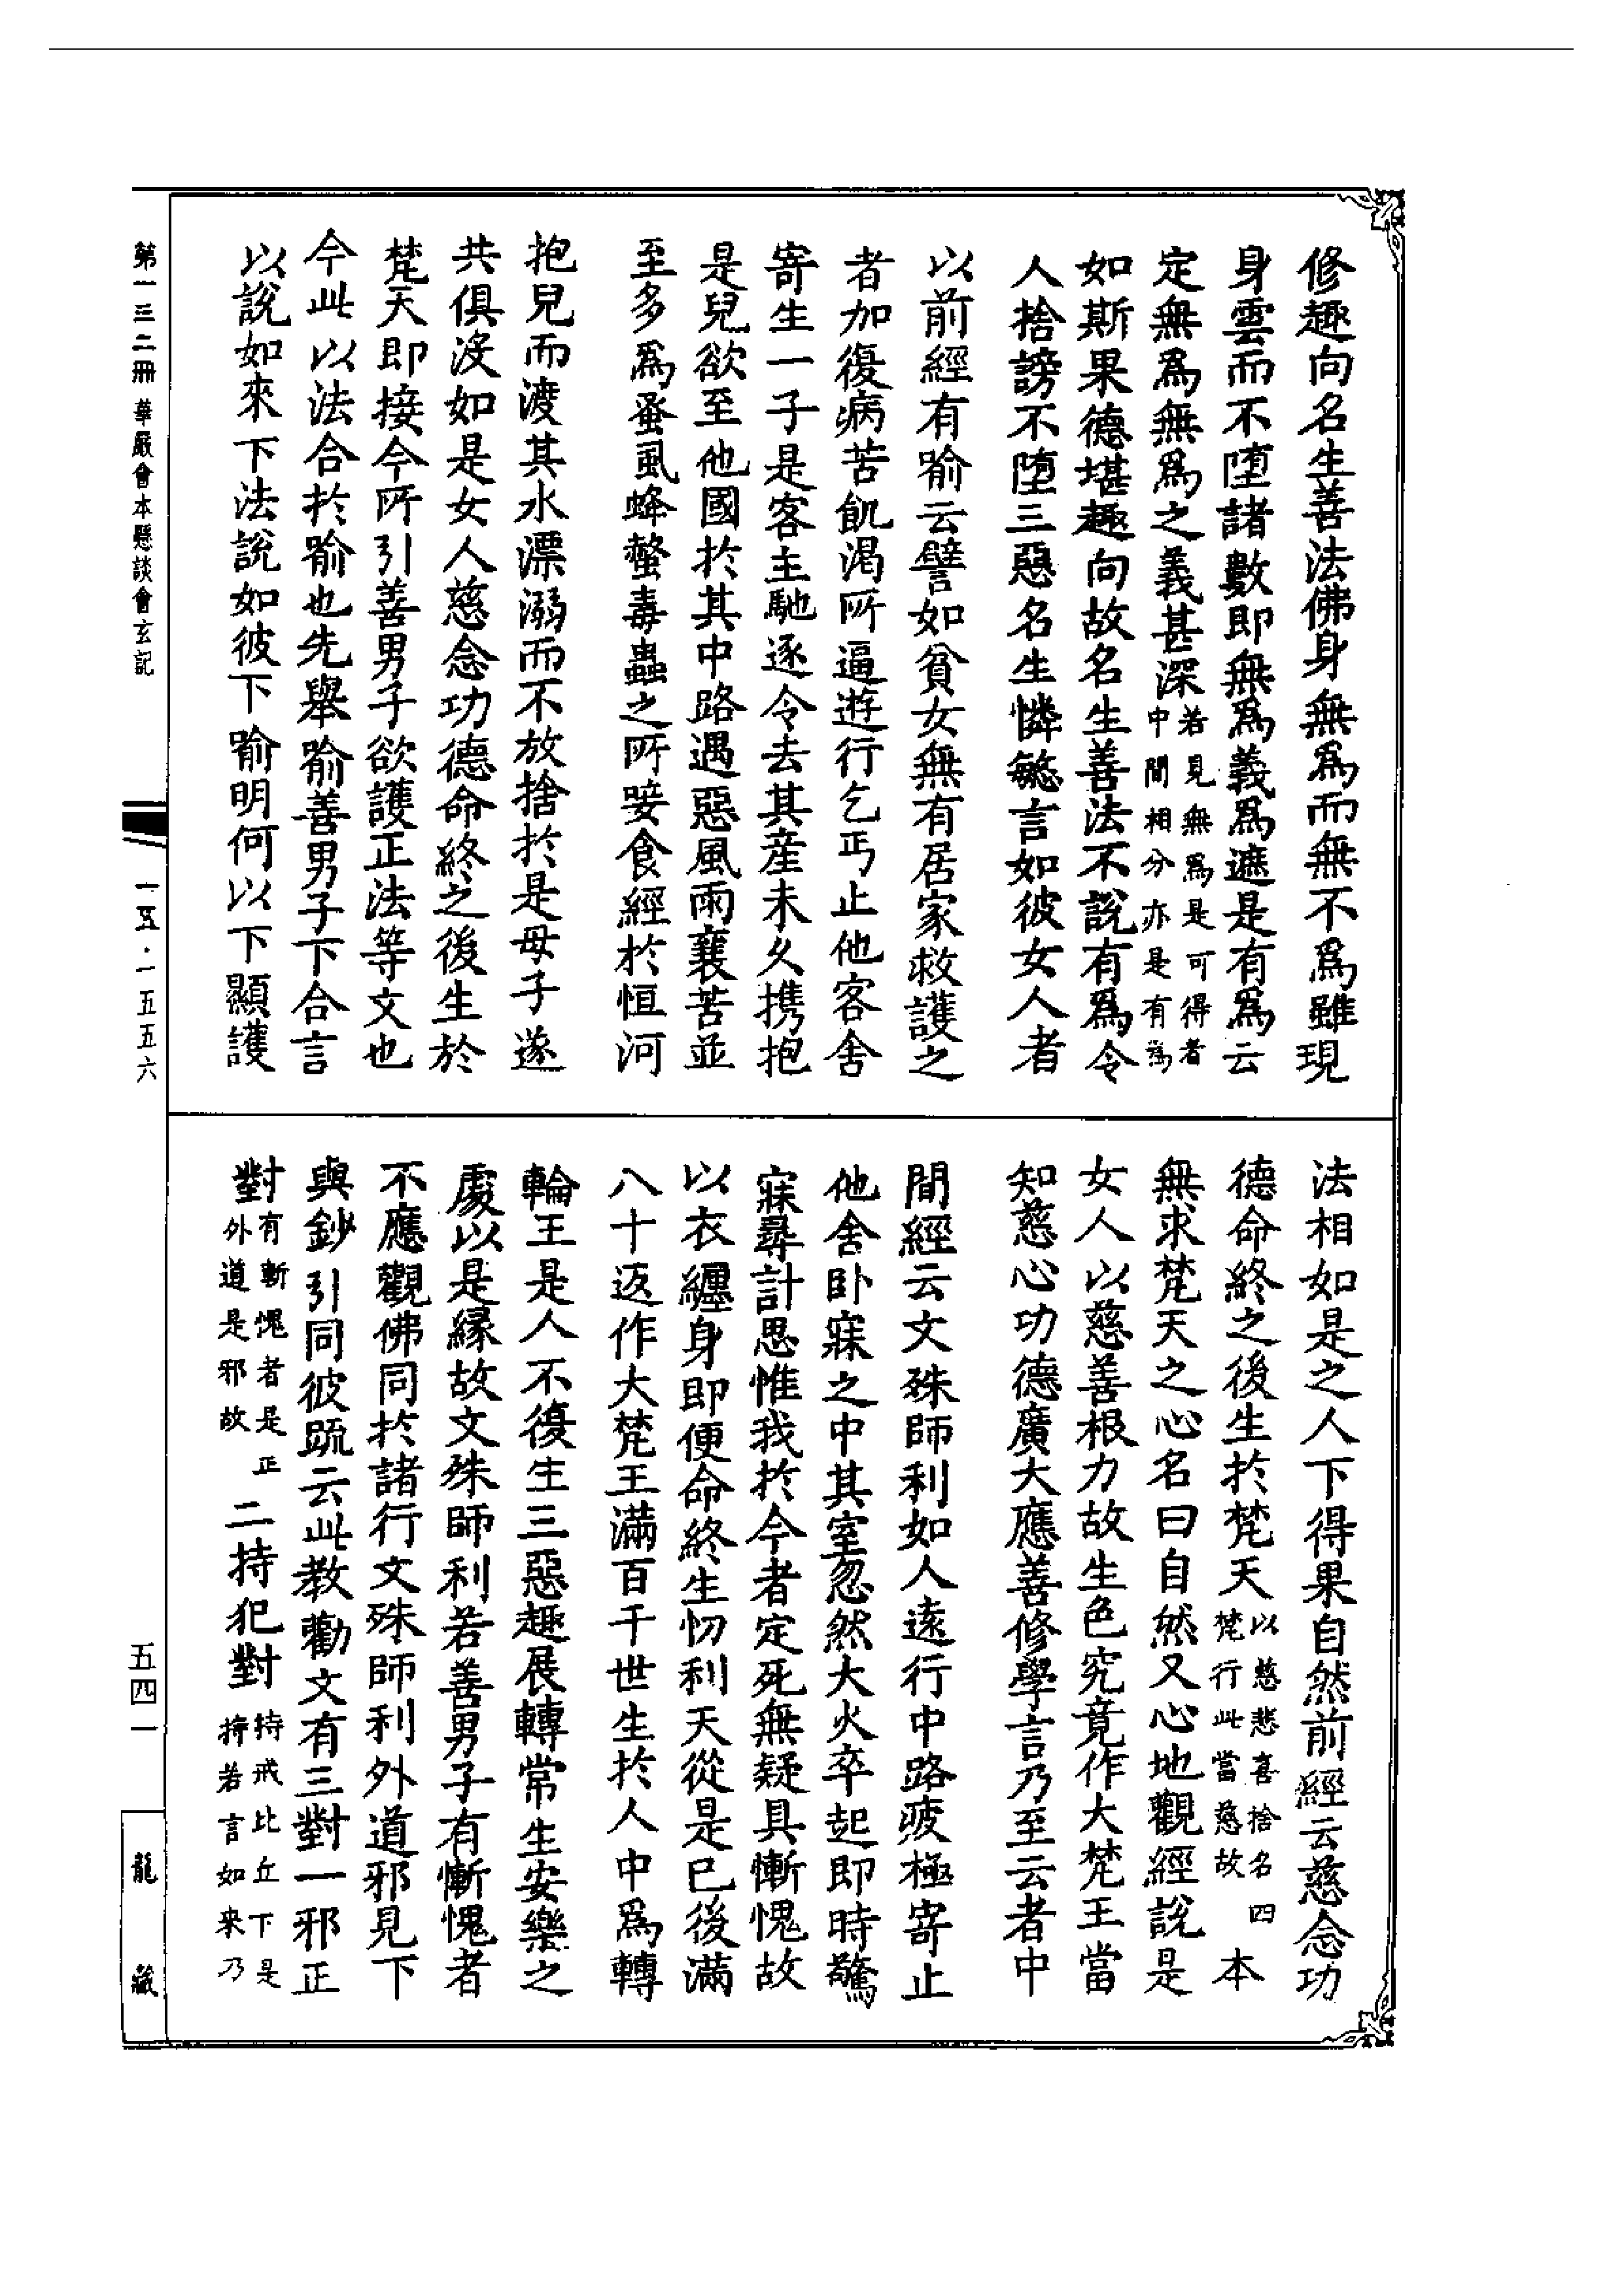 修趣向名生善法佛身無爲而無不爲雖現
身雲而不墮諸數即無爲義爲遮是有爲云
定無爲無爲之義甚深若見無爲是可得者中間相分亦是有爲
如斯果德堪趣向故名生善法不說有爲令
人捨謗不墮三惡名生憐愍言如彼女人者
以前經有喻云譬如貧女無有居家救護之
者加復病苦飢渴所逼遊行乞丐止他客舍
寄生一子是客主馳逐令去其產未久攜抱
是兒欲至他國於其中路遇惡風雨襄苦並
至多爲蚤虱蜂螫毒蟲之所唼食經於恒河
抱兒而渡其水漂溺而不放捨於是母子遂
共俱沒如是女人慈念功德命終之後生於
梵天即接今所引善男子欲護正法等文也
今此以法合於喻也先舉喻善男子下合言
以說如來下法說如彼下喻明何以下顯護
法相如是之人下得果自然前經云慈念功
德命終之後生於梵天以慈悲喜捨名四梵行此當慈故本
無求梵天之心名曰自然又心地觀經說是
女人以慈善根力故生色究竟作大梵王當
知慈心功德廣大應善修學言乃至云者中
間經云文殊師利如人遠行中路疲極寄止
他舍卧寐之中其室忽然大火卒起即時驚
寐尋計思惟我於今者定死無疑具慚愧故
以衣纏身即便命終生忉利天從是已後滿
八十返作大梵王滿百千世生於人中爲轉
輪王是人不復生三惡趣展轉常生安樂之
處以是緣故文殊師利若善男子有慚愧者
不應觀佛同於諸行文殊師利外道邪見下
與鈔引同彼疏云此教勸文有三對一邪正
對有慚愧者是正外道是邪故二持犯對持戒比丘下是持若言如來乃
第一三二冊 華嚴會本懸談會玄記
一五·一五五六
五四一
龍藏